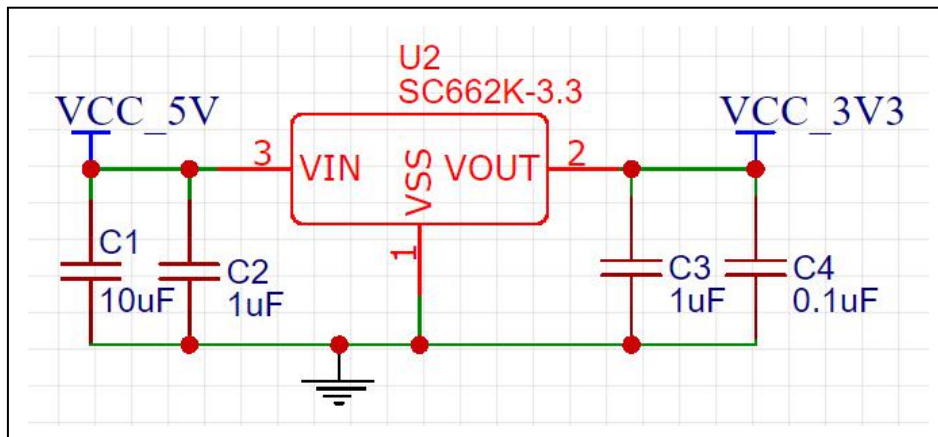 U2
SC662K-3.3
VCC_5V
VCC_3V3
3
VIN
VSS
VOUT
2
1
C1
10uF
C2
1uF
C3
1uF
C4
0.1uF